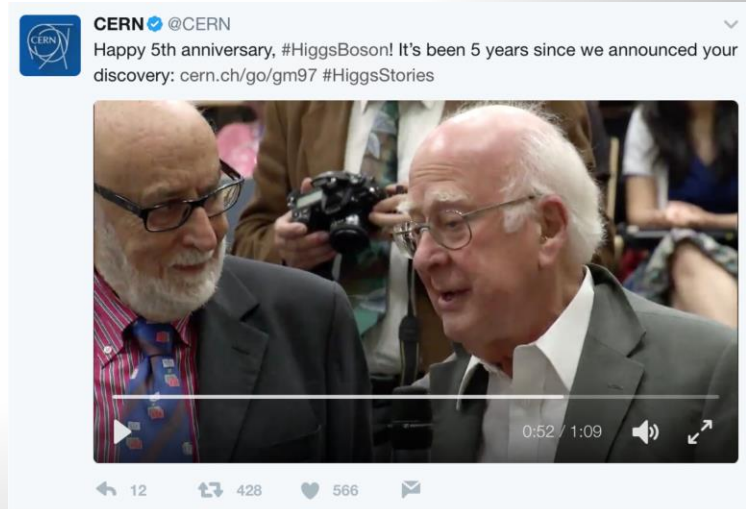 CERN
CERN @CERN
Happy 5th anniversary, #HiggsBoson! It’s been 5 years since we announced your
discovery: cern.ch/go/gm97 #HiggsStories
0:52 / 1:09
12 428 566